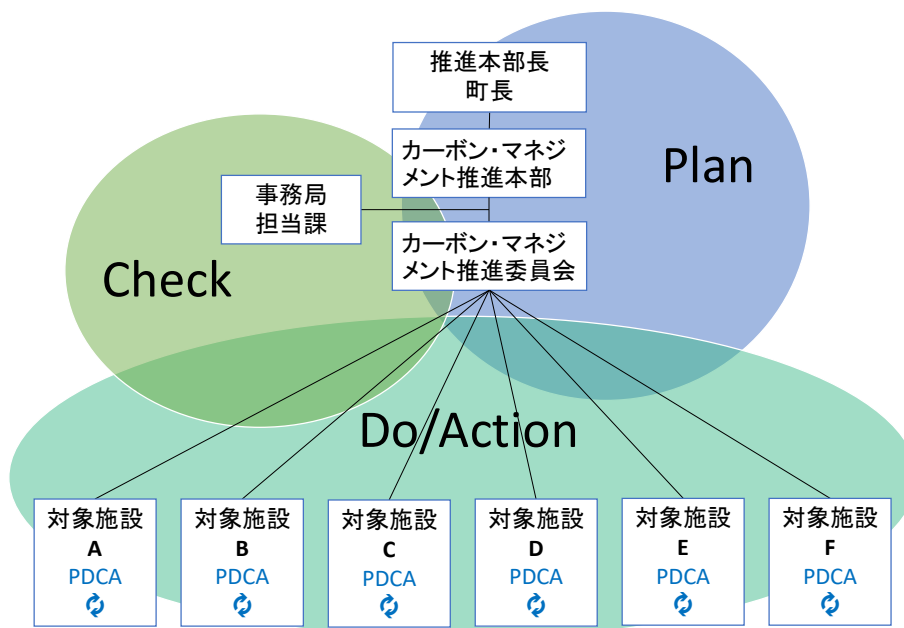 推進本部長
町長
カーボン・マネジ
メント推進本部
Plan
事務局
担当課
カーボン・マネジ
メント推進委員会
Check
Do/Action
対象施設
A
PDCA
対象施設
B
PDCA
対象施設
C
PDCA
対象施設
D
PDCA
対象施設
E
PDCA
対象施設
F
PDCA